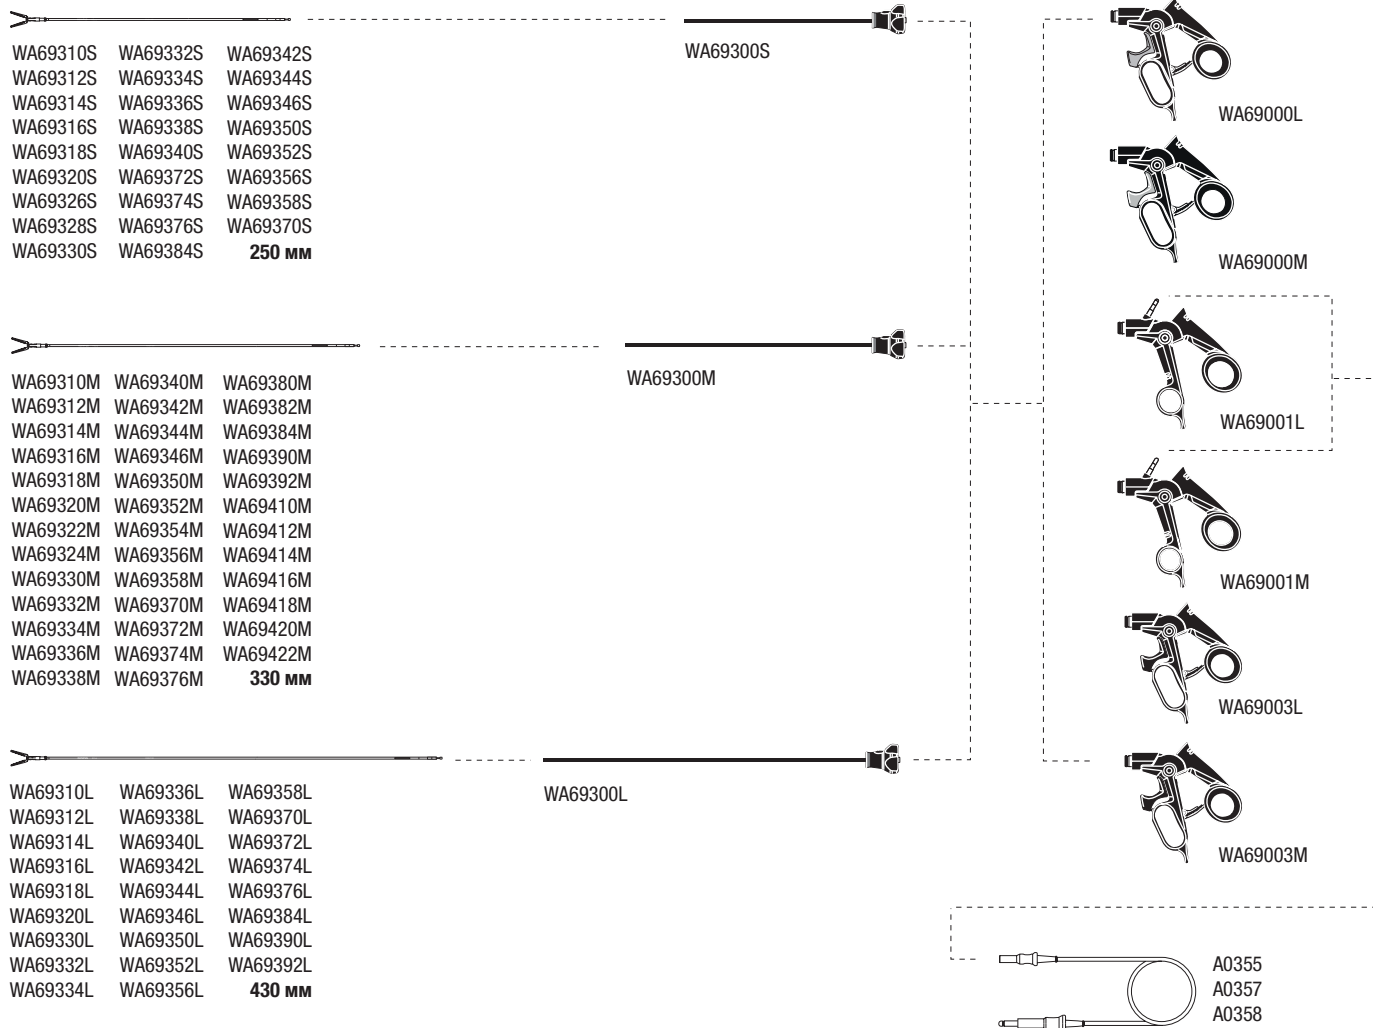 WA69310S WA69332S WA69342S
WA69312S WA69334S WA69344S
WA69314S WA69336S WA69346S
WA69316S WA69338S WA69350S
WA69318S WA69340S WA69352S
WA69320S WA69372S WA69356S
WA69326S WA69374S WA69358S
WA69328S WA69376S WA69370S
WA69330S WA69384S 250 мм
WA69300S
WA69310M WA69340M WA69380M
WA69312M WA69342M WA69382M
WA69314M WA69344M WA69384M
WA69316M WA69346M WA69390M
WA69318M WA69350M WA69392M
WA69320M WA69352M WA69410M
WA69322M WA69354M WA69412M
WA69324M WA69356M WA69414M
WA69330M WA69358M WA69416M
WA69332M WA69370M WA69418M
WA69334M WA69372M WA69420M
WA69336M WA69374M WA69422M
WA69338M WA69376M 330 мм
WA69300M
WA69310L WA69336L WA69358L
WA69312L WA69338L WA69370L
WA69314L WA69340L WA69372L
WA69316L WA69342L WA69374L
WA69318L WA69344L WA69376L
WA69320L WA69346L WA69384L
WA69330L WA69350L WA69390L
WA69332L WA69352L WA69392L
WA69334L WA69356L 430 мм
WA69300L
WA69000L
WA69000M
WA69001L
WA69001M
WA69003L
WA69003M
A0355
A0357
A0358